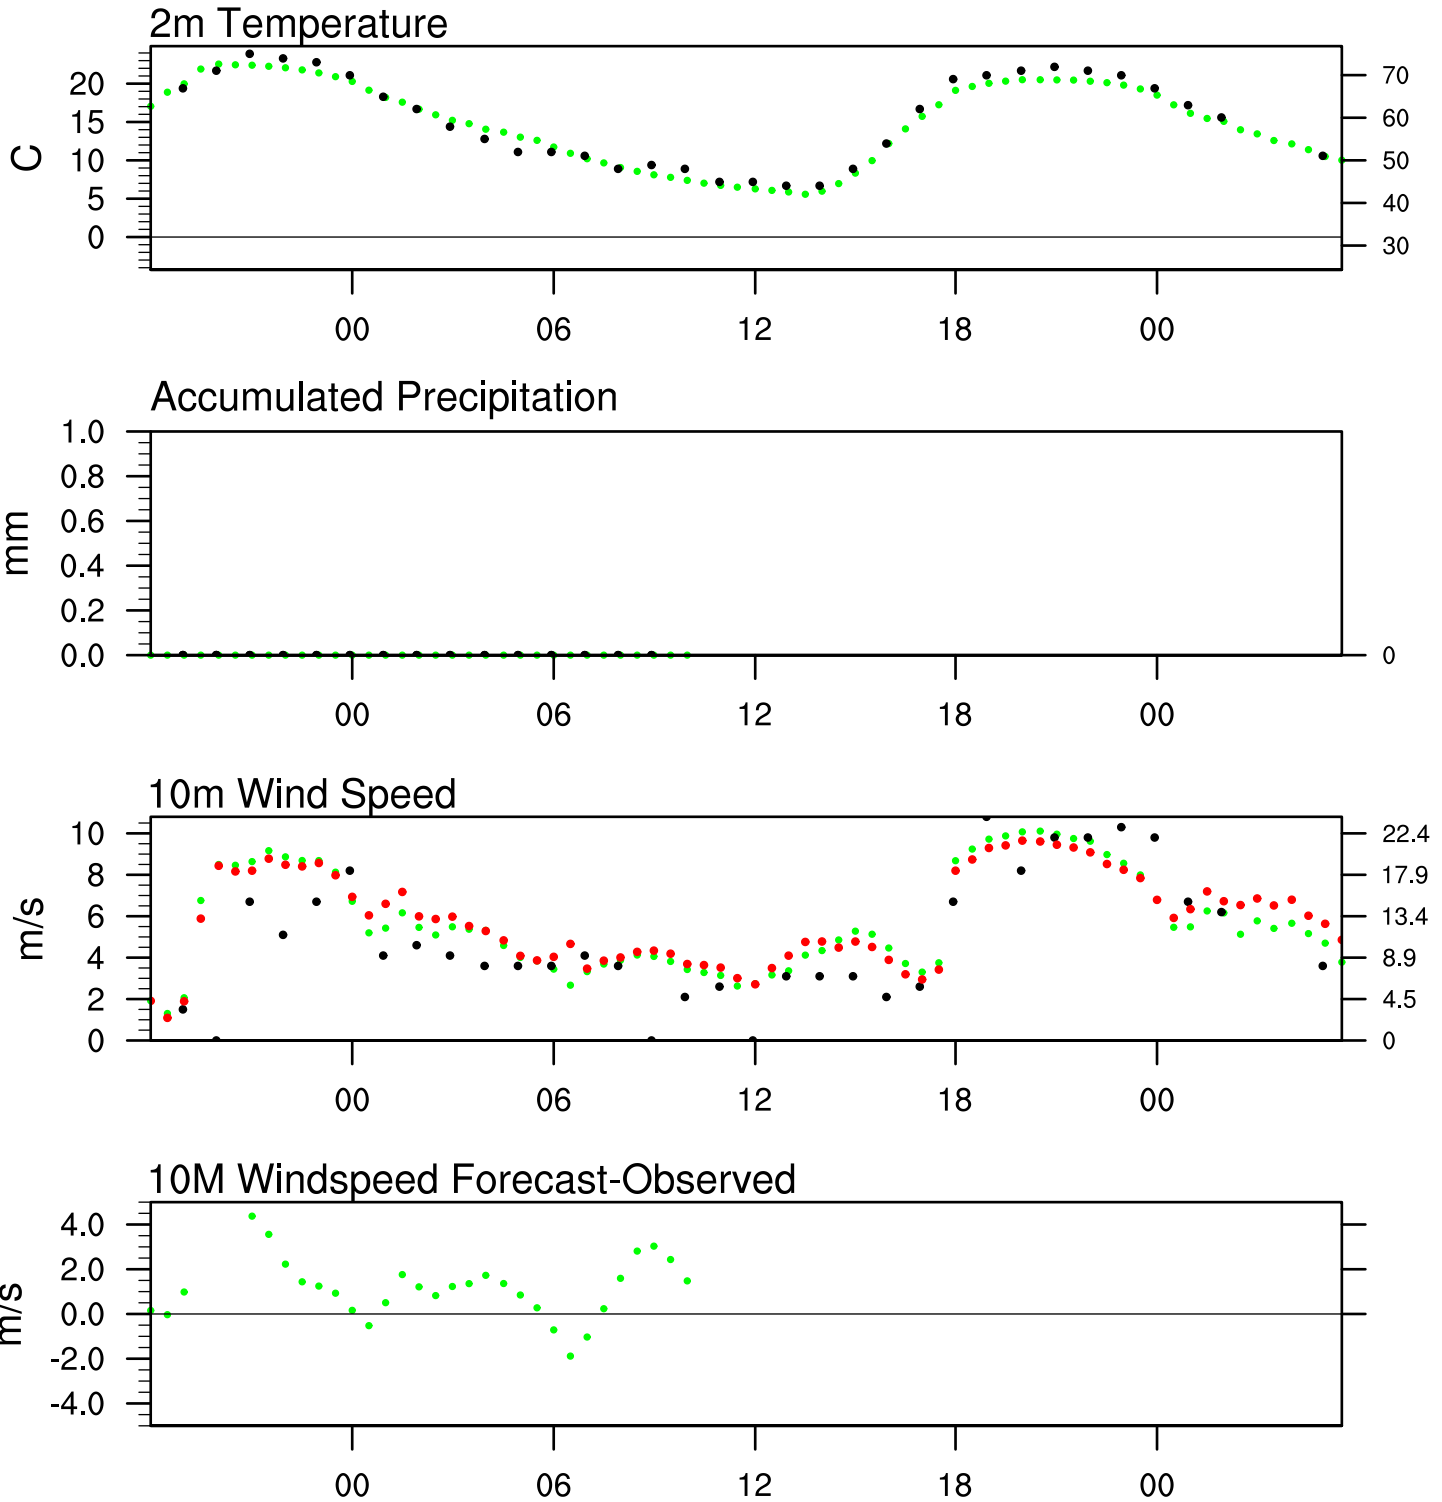 2m Temperature
20 70
15 60
C
10 50
5 40
0 30
00 06 12 18 00
Accumulated Precipitation
1.0
0.8
0.6
mm
0.4
0.2
0.0 0
00 06 12 18 00
10m Wind Speed
10 22.4
8 17.9
6 13.4
m/s
4 8.9
2 4.5
0 0
00 06 12 18 00
10M Windspeed Forecast-Observed
4.0
2.0
0.0
m/s
-2.0
-4.0
00 06 12 18 00